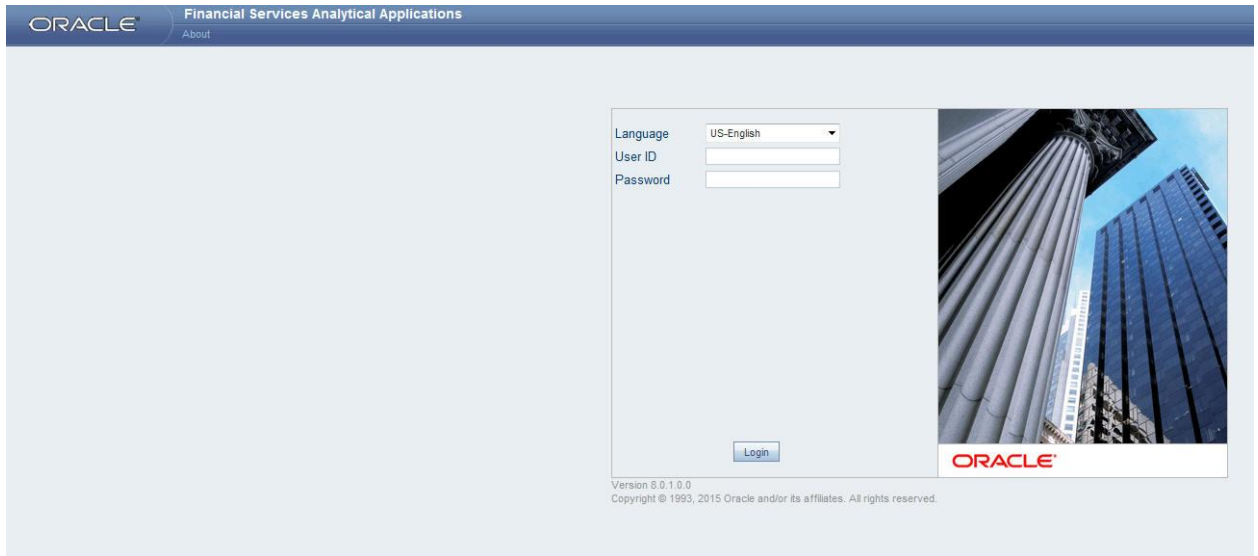 ORACLE
Financial Services Analytical Applications
About
Language US-English
User ID
Password
Login
ORACLE
Version 8.0.1.0.0
Copyright © 1993, 2015 Oracle and/or its affiliates. All rights reserved.